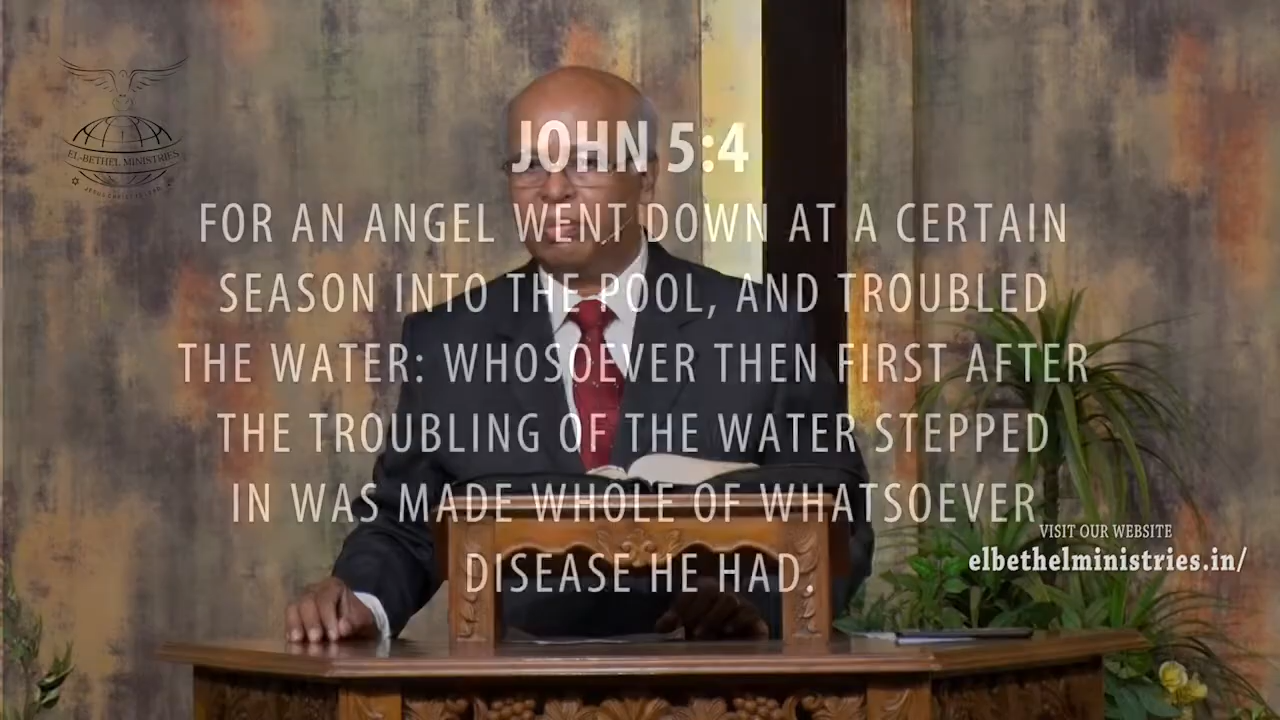 EL-BETHEL MINISTRIES
JOHN 5:4
FOR AN ANGEL WENT DOWN AT A CERTAIN
SEASON INTO THE POOL, AND TROUBLED
THE WATER: WHOSOEVER THEN FIRST AFTER
THE TROUBLING OF THE WATER STEPPED
IN WAS MADE WHOLE OF WHATSOEVER
DISEASE HE HAD.
VISIT OUR WEBSITE
elbethelministries.in/